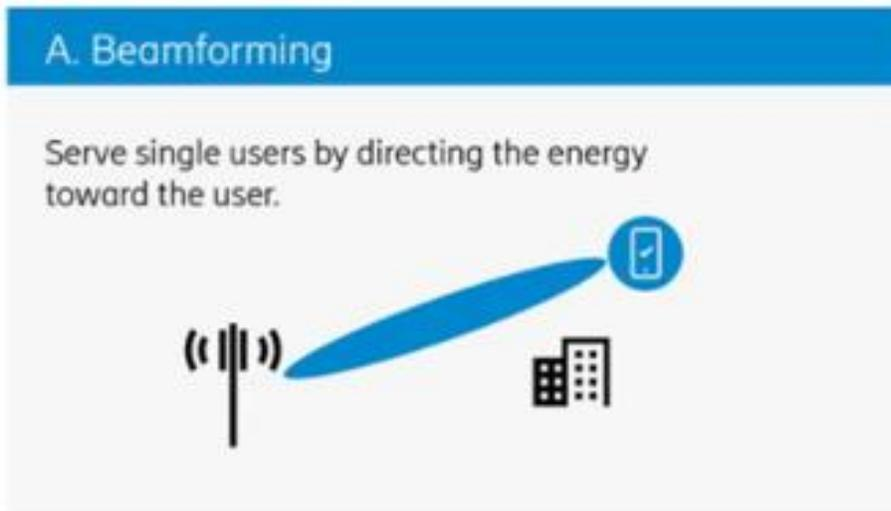 A. Beamforming
Serve single users by directing the energy
toward the user.